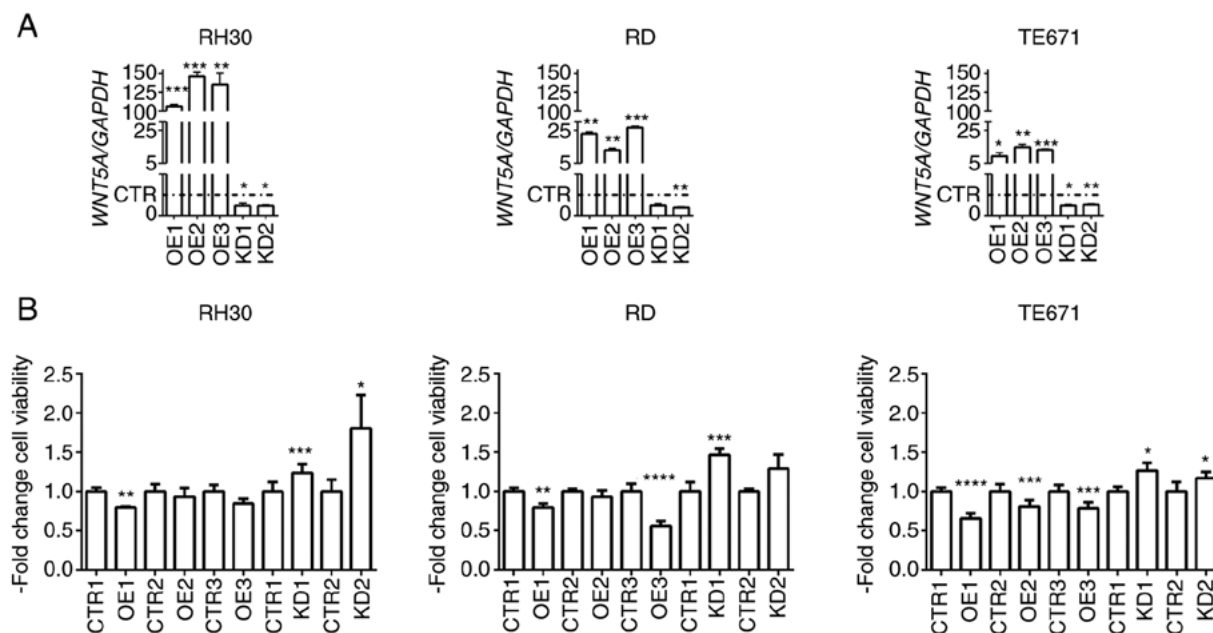 A
RH30
RD
TE671
WNT5A/GAPDH
150
125
100
25
5
CTR
0
*** *** ** * *
OE1 OE2 OE3 KD1 KD2
WNT5A/GAPDH
150
125
100
25
5
CTR
0
** ** *** **
OE1 OE2 OE3 KD1 KD2
WNT5A/GAPDH
150
125
100
25
5
CTR
0
* ** *** * **
OE1 OE2 OE3 KD1 KD2
B
RH30
RD
TE671
-Fold change cell viability
2.5
2.0
1.5
1.0
0.5
0.0
** *** *
CTR1 OE1 CTR2 OE2 CTR3 OE3 CTR1 KD1 CTR2 KD2
-Fold change cell viability
2.5
2.0
1.5
1.0
0.5
0.0
** **** ***
CTR1 OE1 CTR2 OE2 CTR3 OE3 CTR1 KD1 CTR2 KD2
-Fold change cell viability
2.5
2.0
1.5
1.0
0.5
0.0
**** *** *** * *
CTR1 OE1 CTR2 OE2 CTR3 OE3 CTR1 KD1 CTR2 KD2